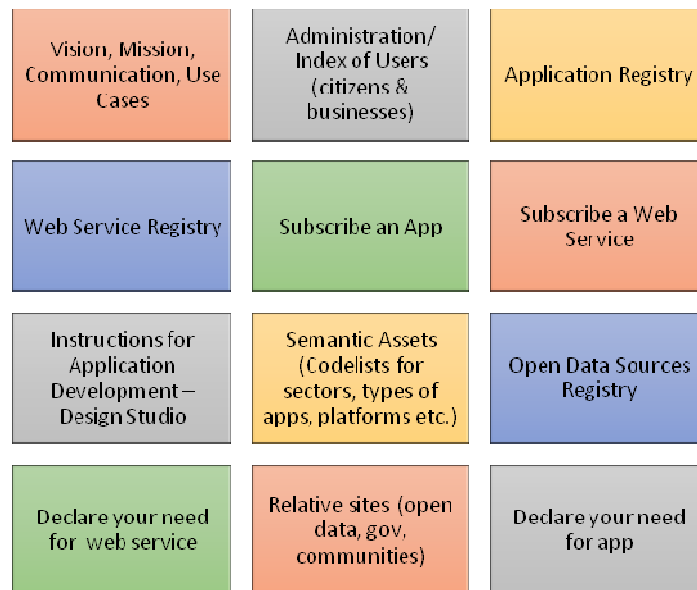 Vision, Mission,
Communication, Use
Cases
Administration/
Index of Users
(citizens &
businesses)
Application Registry
Web Service Registry
Subscribe an App
Subscribe a Web
Service
Instructions for
Application
Development –
Design Studio
Semantic Assets
(Codelists for
sectors, types of
apps, platforms etc.)
Open Data Sources
Registry
Declare your need
for web service
Relative sites (open
data, gov,
communities)
Declare your need
for app